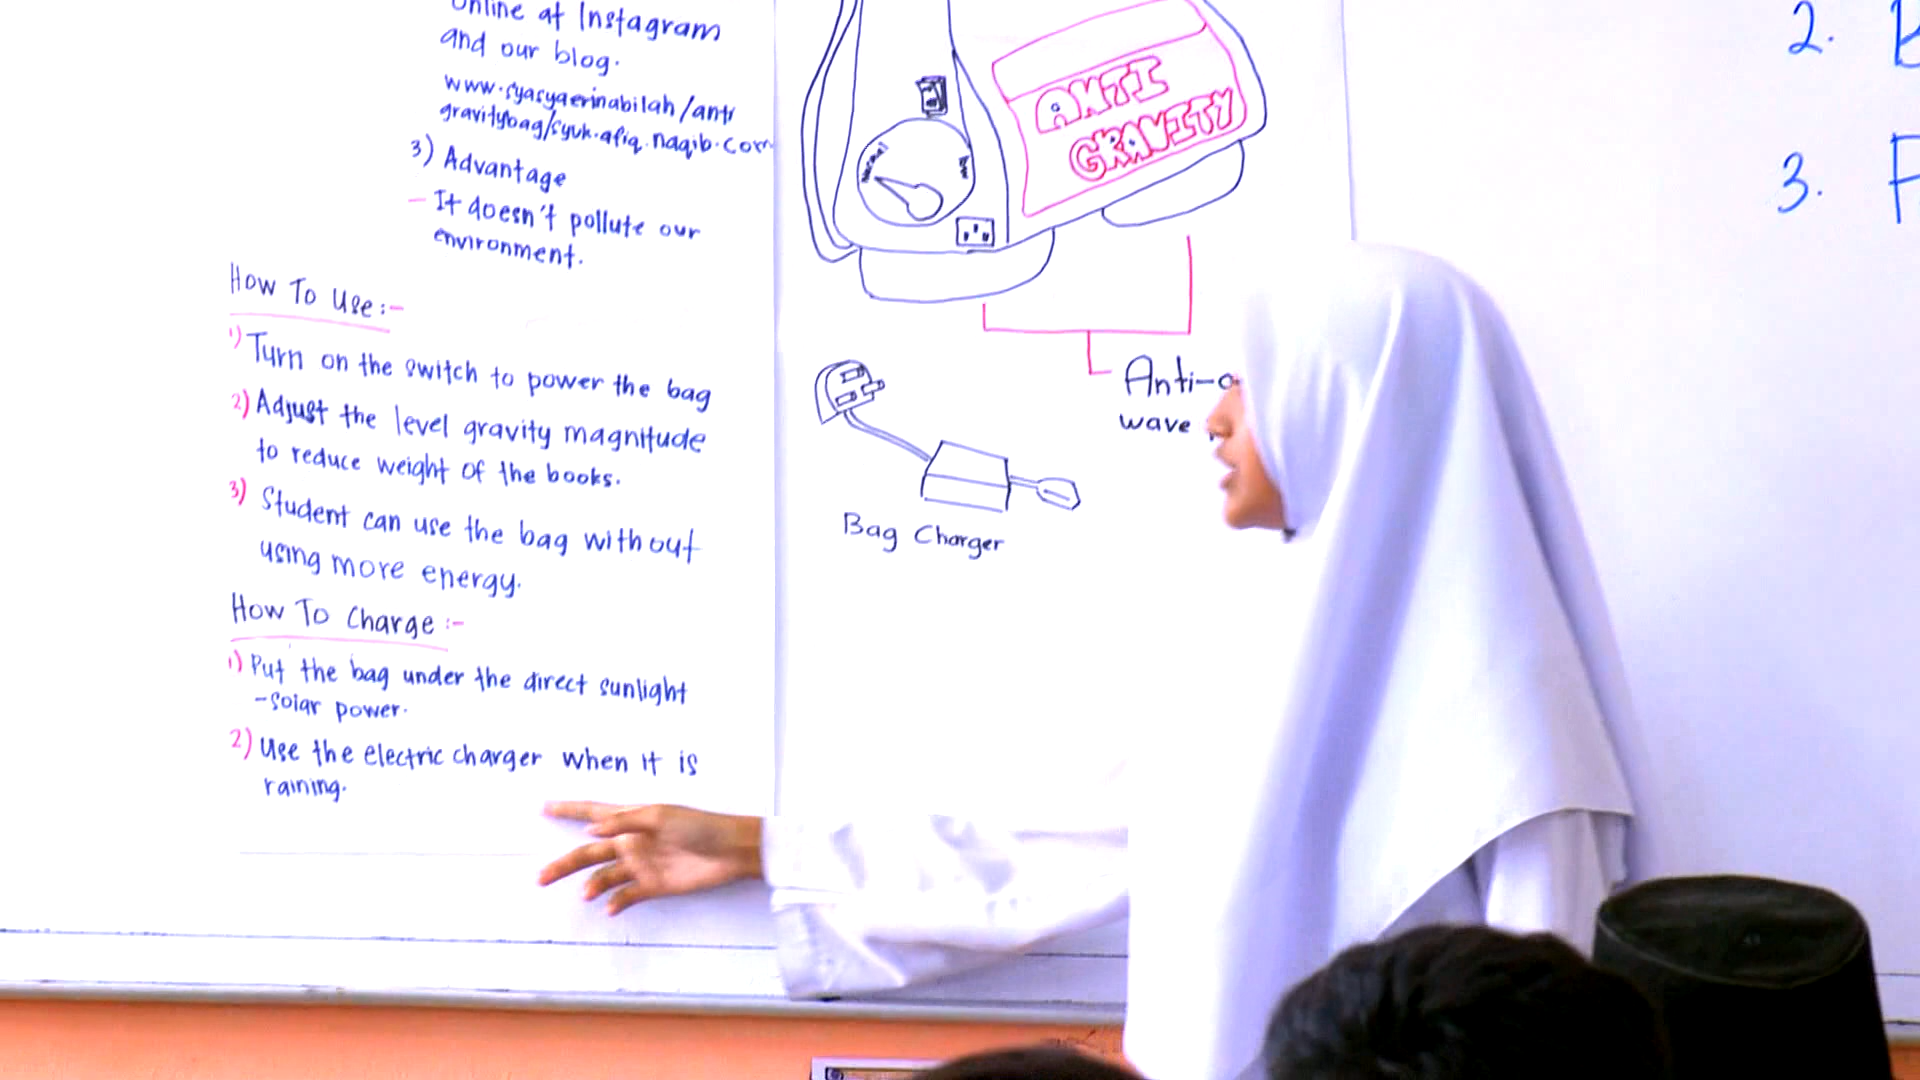 online at Instagram
and our blog.
www.syasyaerinabilah/anti
gravitybag/syuk.afiq.naqib.com
3) Advantage
- It doesn't pollute our
environment.
How To Use:-
1) Turn on the switch to power the bag
2) Adjust the level gravity magnitude
to reduce weight of the books.
3) Student can use the bag without
using more energy.
How To Charge:-
1) Put the bag under the direct sunlight
- solar power.
2) Use the electric charger when it is
raining.
ANTI
GRAVITY
Normal
Anti-
wave
Bag Charger
2.
3.